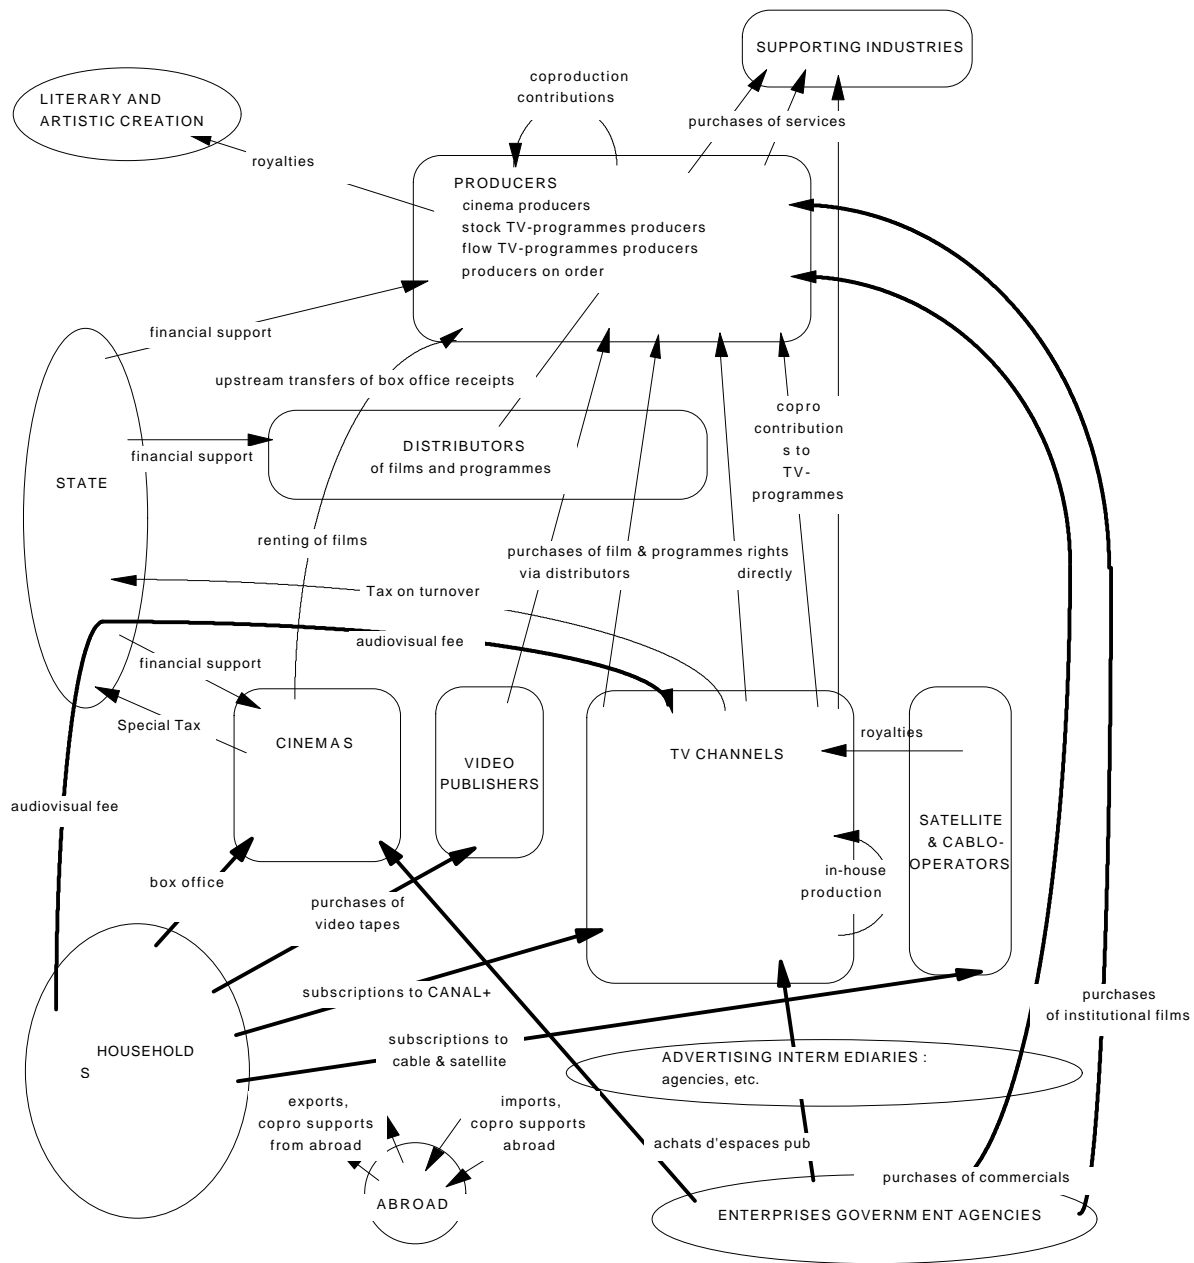 SUPPORTING INDUSTRIES
coproduction
contributions
LITERARY AND
ARTISTIC CREATION
purchases of services
royalties
PRODUCERS
cinema producers
stock TV-programmes producers
flow TV-programmes producers
producers on order
financial support
upstream transfers of box office receipts
copro
contribution
s to
TV-
programmes
DISTRIBUTORS
of films and programmes
financial support
STATE
renting of films
purchases of film & programmes rights
via distributors
directly
Tax on turnover
audiovisual fee
financial support
Special Tax
CINEMAS
VIDEO
PUBLISHERS
TV CHANNELS
royalties
audiovisual fee
SATELLITE
& CABLO-
OPERATORS
in-house
production
box office
purchases of
video tapes
subscriptions to CANAL+
purchases
of institutional films
subscriptions to
cable & satellite
HOUSEHOLD
S
ADVERTISING INTERM EDIARIES :
agencies, etc.
exports,
copro supports
from abroad
imports,
copro supports
abroad
achats d'espaces pub
purchases of commercials
ABROAD
ENTERPRISES GOVERNM ENT AGENCIES